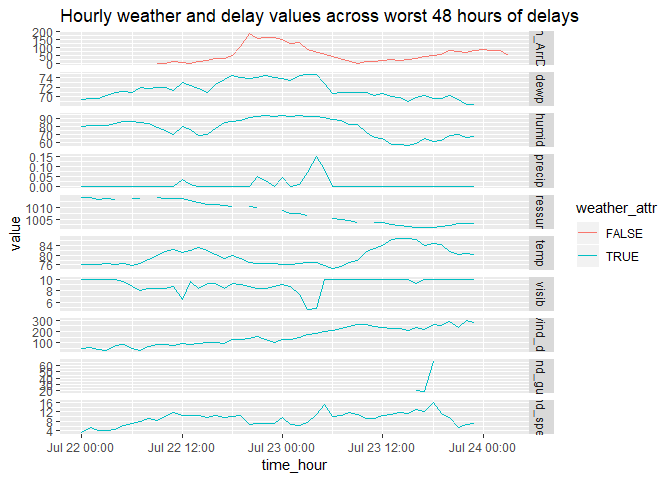 Hourly weather and delay values across worst 48 hours of delays
200
150
100
50
0
74
72
70
dewp
90
80
70
60
humid
0.15
0.10
0.05
0.00
precip
1010
1005
ressur
84
80
76
temp
10
8
6
visib
300
200
100
vind_d
60
50
40
30
20
nd_gu
16
12
8
4
nd_spe
value
Jul 22 00:00 Jul 22 12:00 Jul 23 00:00 Jul 23 12:00 Jul 24 00:00
time_hour
weather_attr
FALSE
TRUE